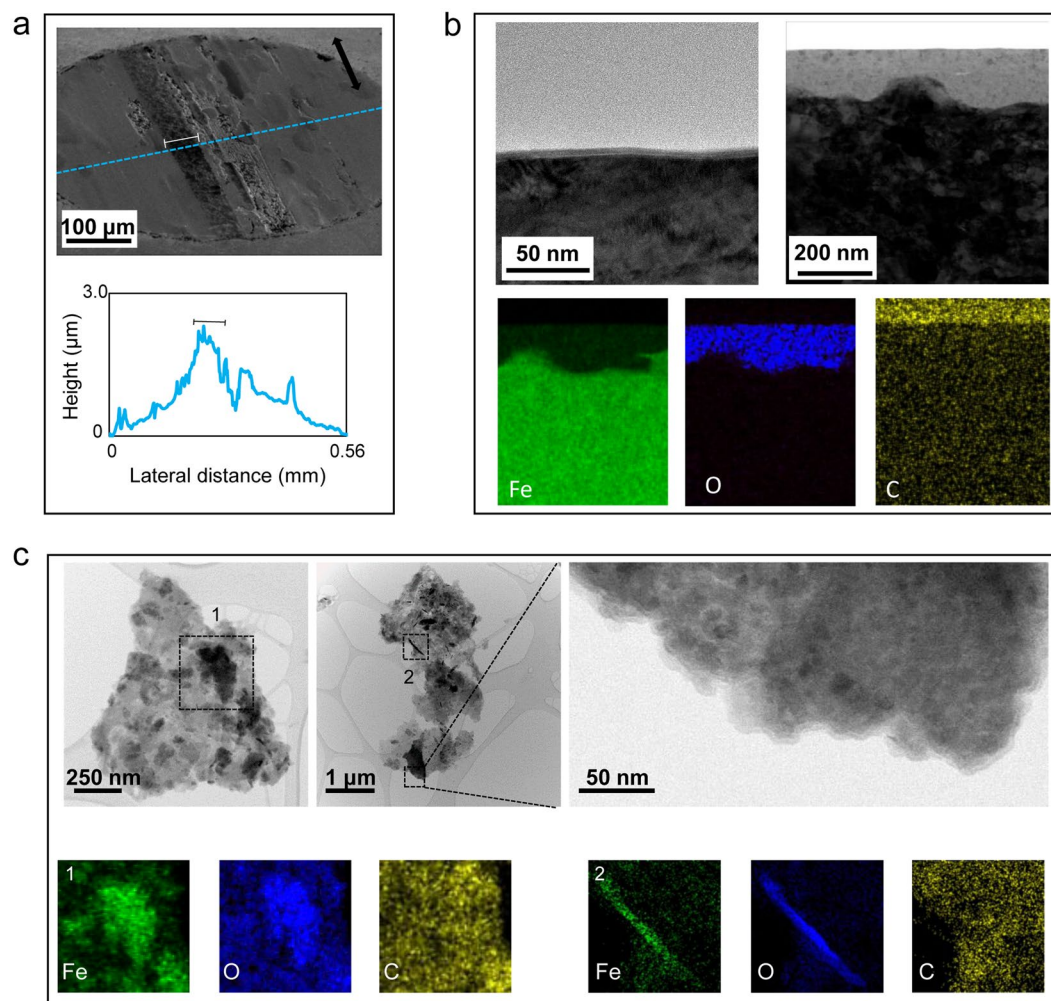 a
100 µm
3.0
Height (µm)
0
0
0.56
Lateral distance (mm)
b
50 nm
200 nm
Fe
O
C
c
1
250 nm
2
1 µm
50 nm
1
Fe
O
C
2
Fe
O
C